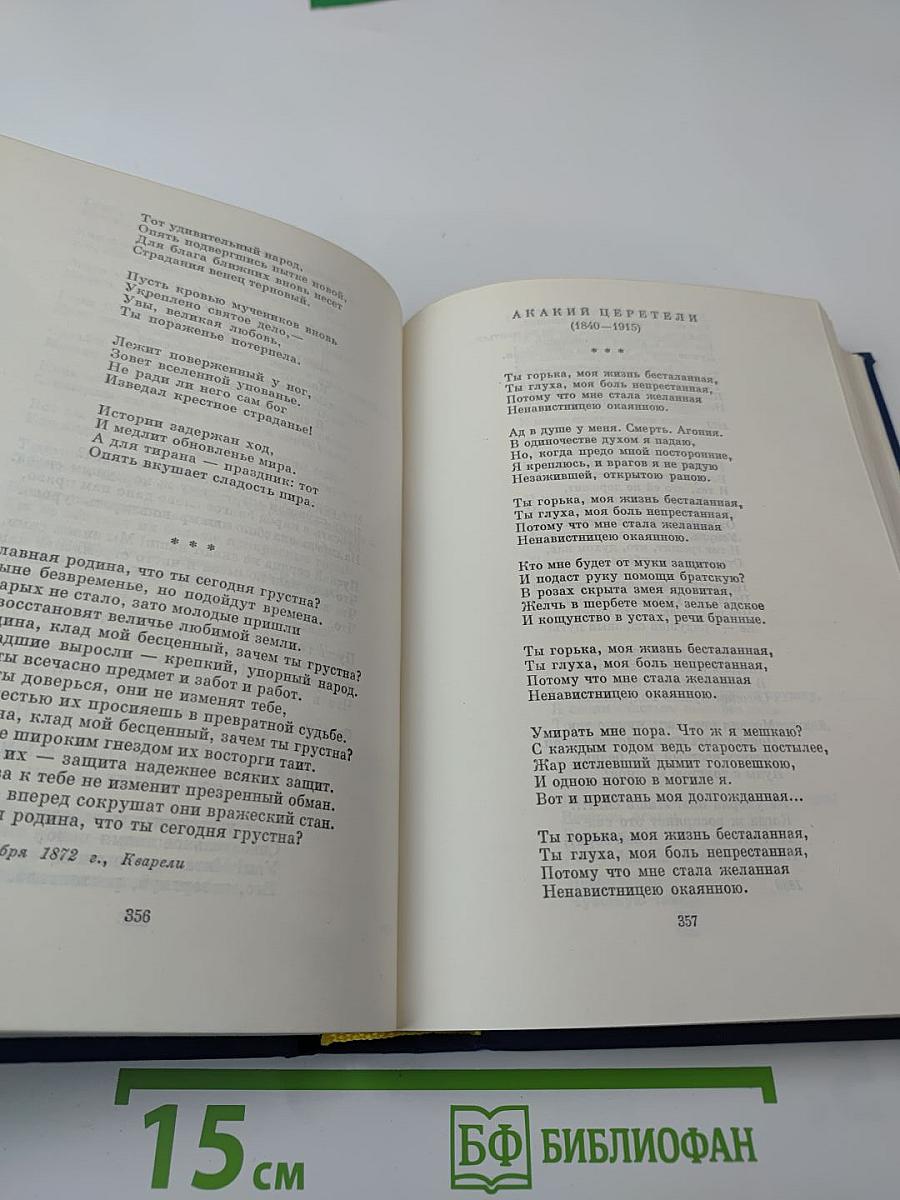 Тот удивительный народ,
Опять подвергшись пытке новой,
Для блага ближних вновь несет
Страдания венец терновый.
Пусть кровью мучеников вновь
Укреплено святое дело,—
Увы, великая любовь,
Ты пораженье потерпела.
Лежит поверженный у ног,
Зовет вселенной упованье.
Не ради ли него сам бог
Изведал крестное страданье!
Истории задержан ход,
И медлит обновленье мира.
А для тирана — праздник: тот
Опять вкушает сладость пира.
* * *
родина, что ты сегодня грустна?
безвременье, но подойдут времена.
не стало, зато молодые пришли
восстановят величье любимой земли.
клад мой бесценный, зачем ты грустна?
выросли — крепкий, упорный народ.
ты всечасно предмет и забот и работ.
ты доверься, они не изменят тебе,
их просияешь в превратной судьбе.
клад мой бесценный, зачем ты грустна?
широким гнездом их восторги таит.
их — защита надежнее всяких защит.
к тебе не изменит презренный обман.
вперед сокрушат они вражеский стан.
родина, что ты сегодня грустна?
1872 г., Кварели
356
АКАКИЙ ЦЕРЕТЕЛИ
(1840—1915)
* * *
Ты горька, моя жизнь бесталанная,
Ты глуха, моя боль непрестанная,
Потому что мне стала желанная
Ненавистницею окаянною.
Ад в душе у меня. Смерть. Агония.
В одиночестве духом я падаю,
Но, когда предо мной посторонние,
Я креплюсь, и врагов я не радую
Незажившей, открытою раною.
Ты горька, моя жизнь бесталанная,
Ты глуха, моя боль непрестанная,
Потому что мне стала желанная
Ненавистницею окаянною.
Кто мне будет от муки защитою
И подаст руку помощи братскую?
В розах скрыта змея ядовитая,
Желчь в шербете моем, зелье адское
И кощунство в устах, речи бранные.
Ты горька, моя жизнь бесталанная,
Ты глуха, моя боль непрестанная,
Потому что мне стала желанная
Ненавистницею окаянною.
Умирать мне пора. Что ж я мешкаю?
С каждым годом ведь старость постылее,
Жар истлевший дымит головешкою,
И одною ногою в могиле я.
Вот и пристань моя долгожданная...
Ты горька, моя жизнь бесталанная,
Ты глуха, моя боль непрестанная,
Потому что мне стала желанная
Ненавистницею окаянною.
357
15 см
БФ БИБЛИОФАН